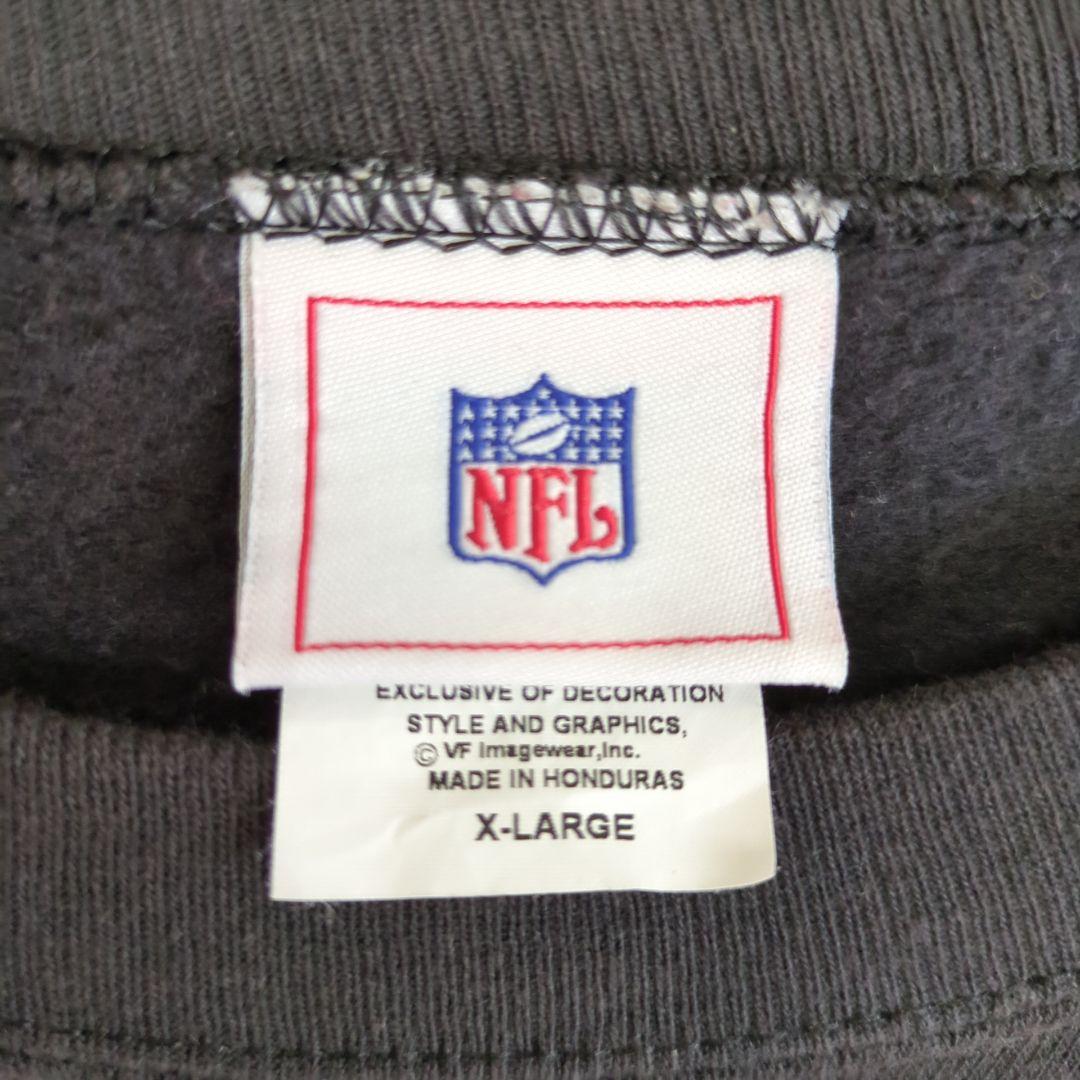 NFL
EXCLUSIVE OF DECORATION
STYLE AND GRAPHICS,
© VF Imagewear,Inc.
MADE IN HONDURAS
X-LARGE